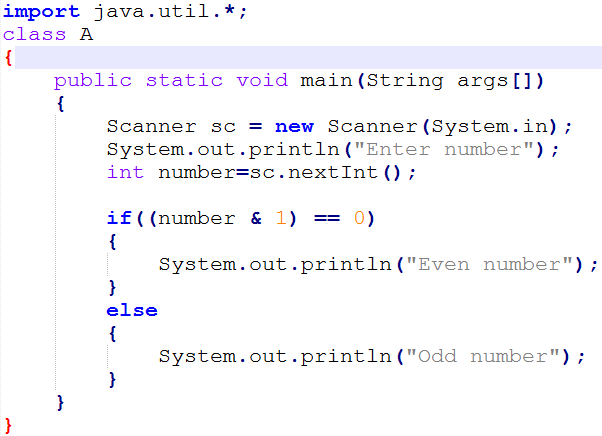 import java.util.*;
class A
{
    public static void main(String args[])
    {
        Scanner sc = new Scanner(System.in);
        System.out.println("Enter number");
        int number=sc.nextInt();

        if((number & 1) == 0)
        {
            System.out.println("Even number");
        }
        else
        {
            System.out.println("Odd number");
        }
    }
}